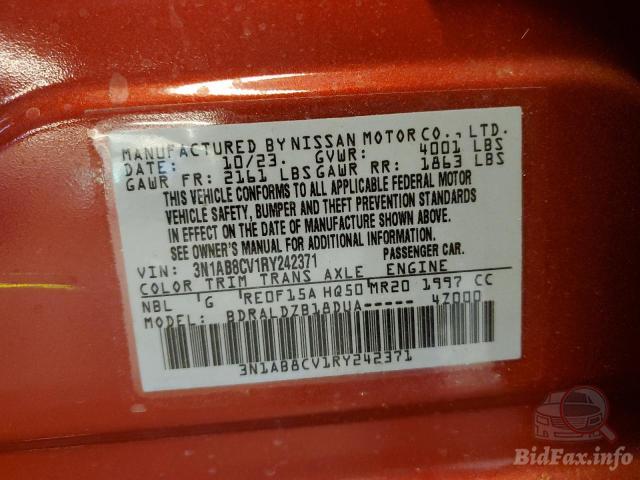 MANUFACTURED BY NISSAN MOTOR CO., LTD.
DATE: 10/23. GVWR: 4001 LBS
GAWR FR: 2161 LBS GAWR RR: 1863 LBS
THIS VEHICLE CONFORMS TO ALL APPLICABLE FEDERAL MOTOR
VEHICLE SAFETY, BUMPER AND THEFT PREVENTION STANDARDS
IN EFFECT ON THE DATE OF MANUFACTURE SHOWN ABOVE.
SEE OWNER'S MANUAL FOR ADDITIONAL INFORMATION.
VIN: 3N1AB8CV1RY242371 PASSENGER CAR.
COLOR TRIM TRANS AXLE ENGINE
NBL G RE0F15A HQ50 MR20 1997 CC
MODEL: BDRALDZB18DUA----- 4Z000
3N1AB8CV1RY242371
BidFax.info